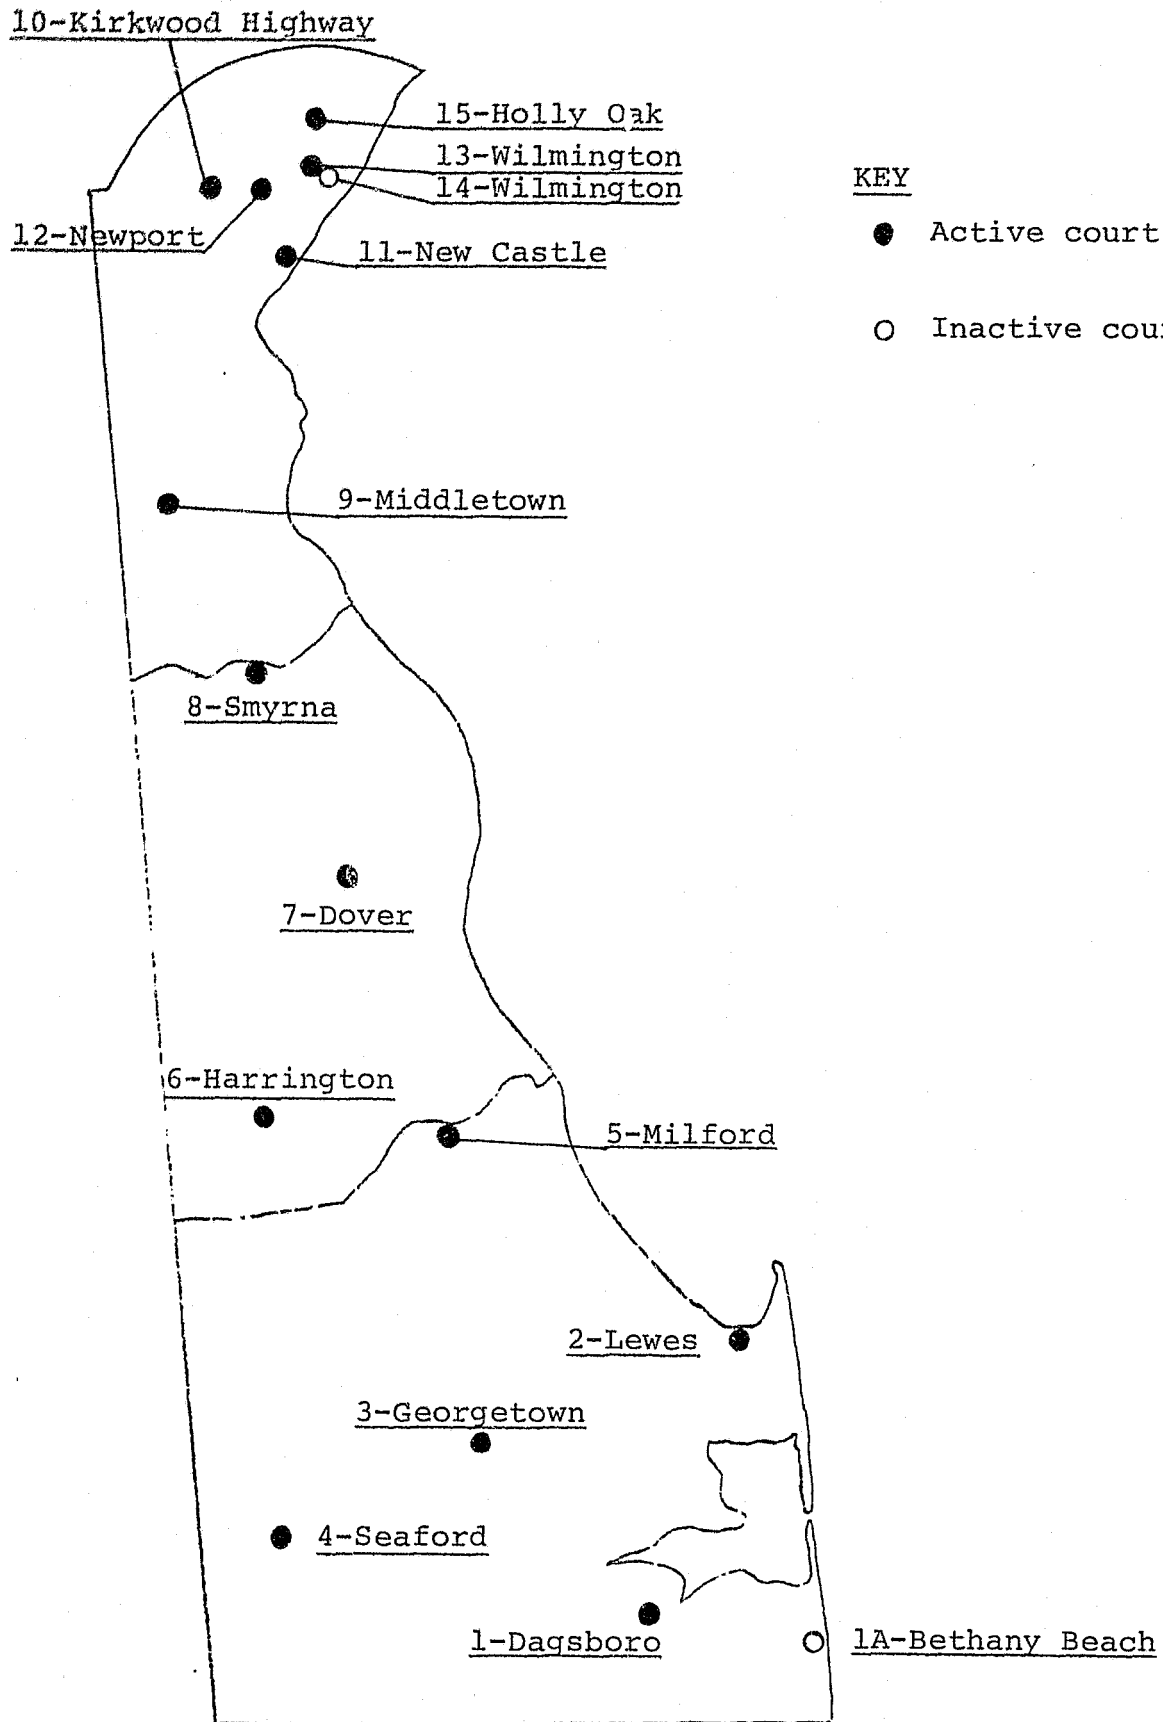 10-Kirkwood Highway
15-Holly Oak
13-Wilmington
14-Wilmington
KEY
Active court
12-Newport
11-New Castle
Inactive
9-Middletown
8-Smyrna
7-Dover
6-Harrington
5-Milford
2-Lewes
3-Georgetown
4-Seaford
1-Dagsboro
1A-Bethany Beach